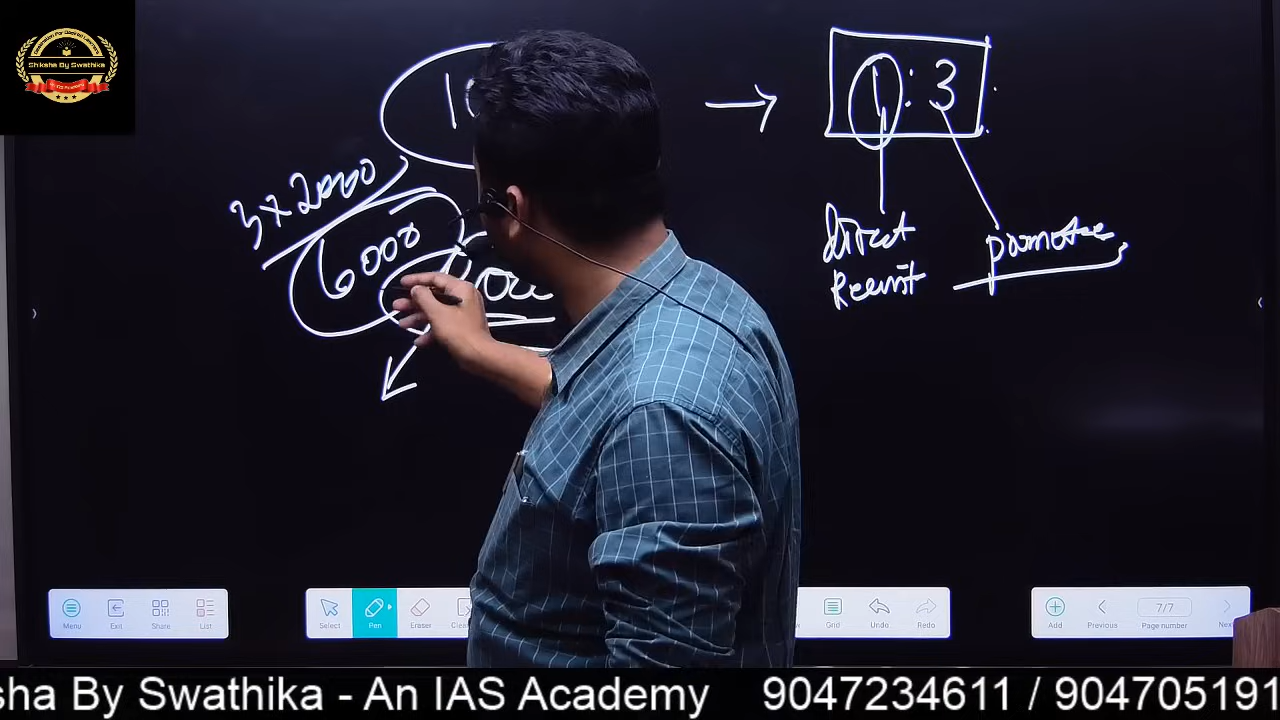 Shiksha By Swathika
1 : 3
3 x 2000
6000
direct
Recruit
promotee
Menu
Exit
Share
List
Select
Pen
Eraser
Grid
Undo
Redo
Add
Previous
7/7
Page number
sha By Swathika - An IAS Academy 9047234611 / 904705191